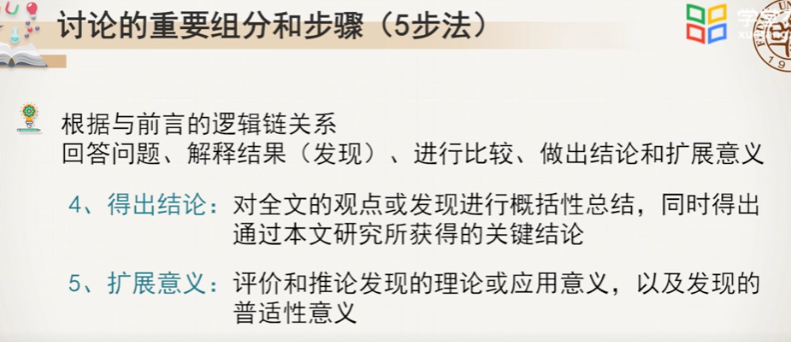 讨论的重要组分和步骤（5步法）
根据与前言的逻辑链关系
回答问题、解释结果（发现）、进行比较、做出结论和扩展意义
4、得出结论：对全文的观点或发现进行概括性总结，同时得出
通过本文研究所获得的关键结论
5、扩展意义：评价和推论发现的理论或应用意义，以及发现的
普适性意义